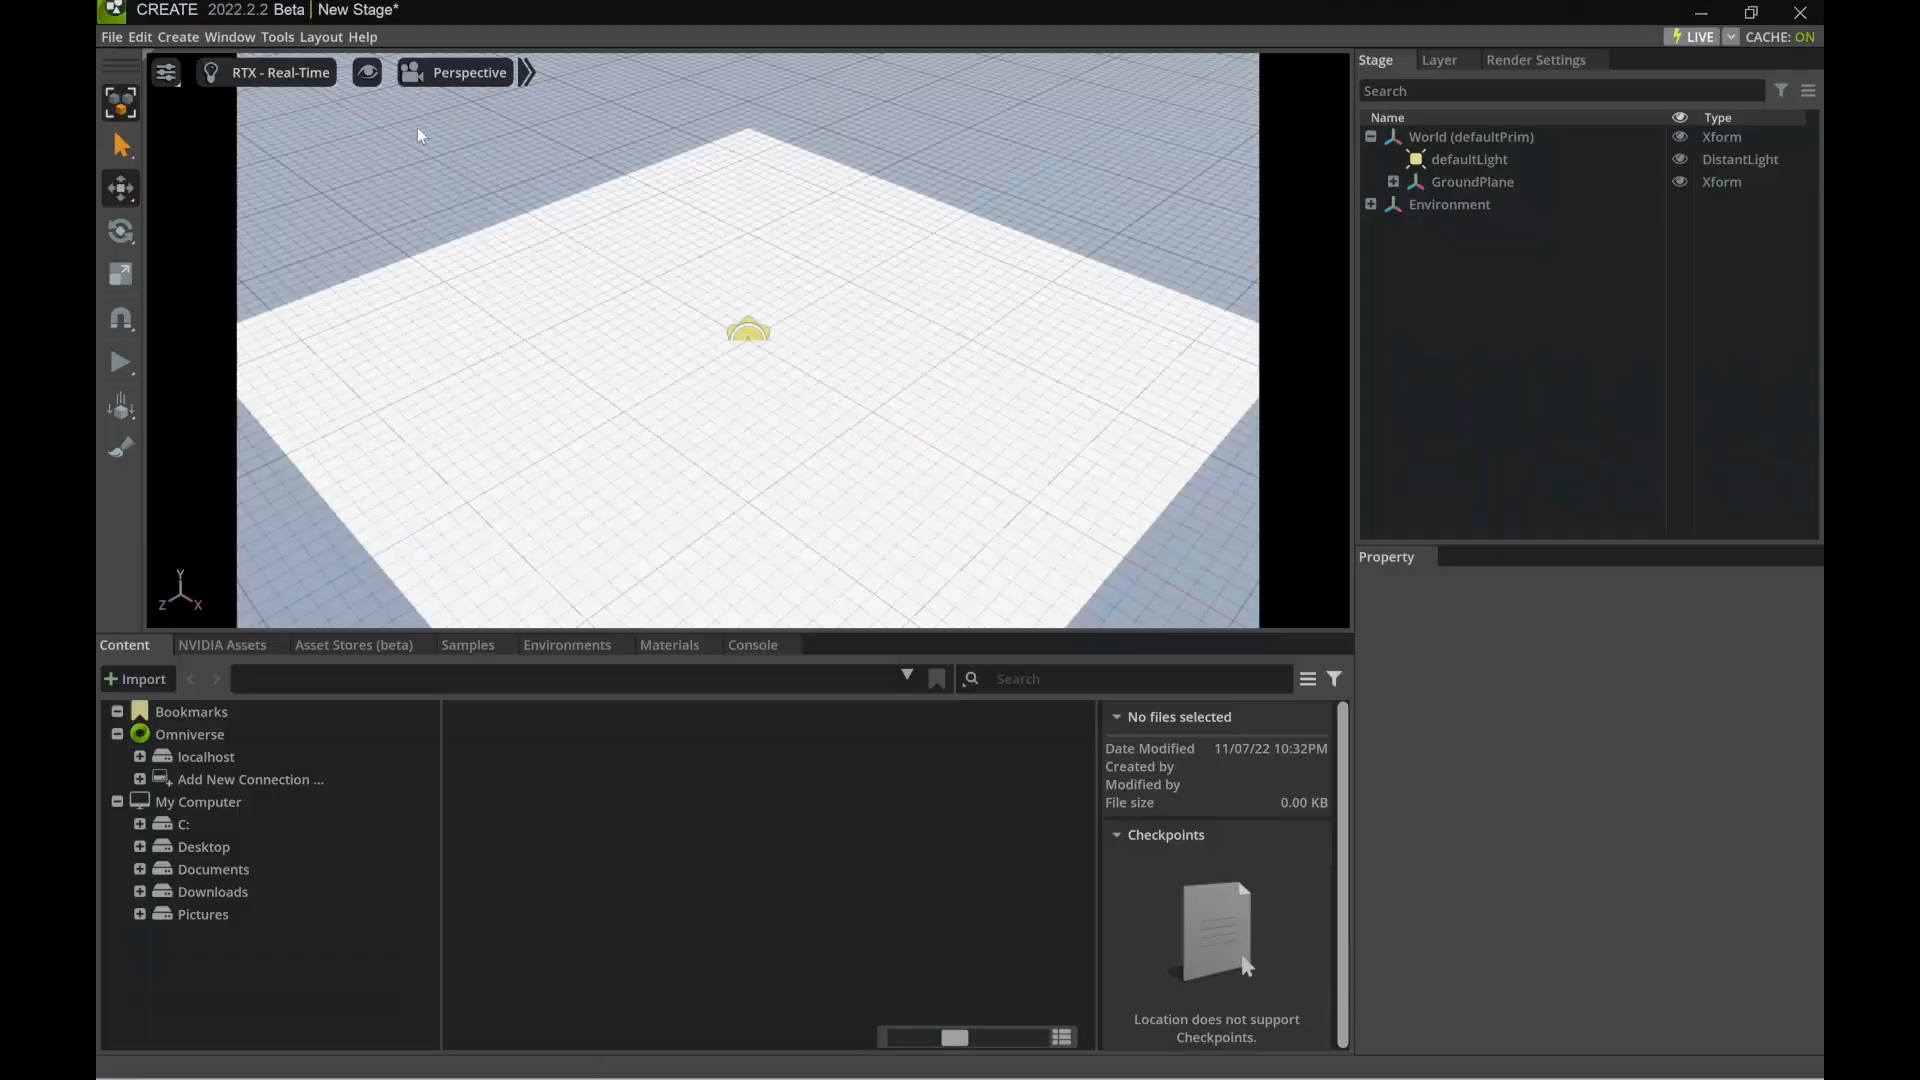 CREATE 2022.2.2 Beta | New Stage*
File Edit Create Window Tools Layout Help
LIVE CACHE: ON
RTX - Real-Time
Perspective
Stage Layer Render Settings
Search
Name Type
World (defaultPrim) Xform
defaultLight DistantLight
GroundPlane Xform
Environment
Y
Z X
Property
Content NVIDIA Assets Asset Stores (beta) Samples Environments Materials Console
Import
Search
Bookmarks
Omniverse
localhost
Add New Connection ...
My Computer
C:
Desktop
Documents
Downloads
Pictures
No files selected
Date Modified 11/07/22 10:32PM
Created by
Modified by
File size 0.00 KB
Checkpoints
Location does not support
Checkpoints.